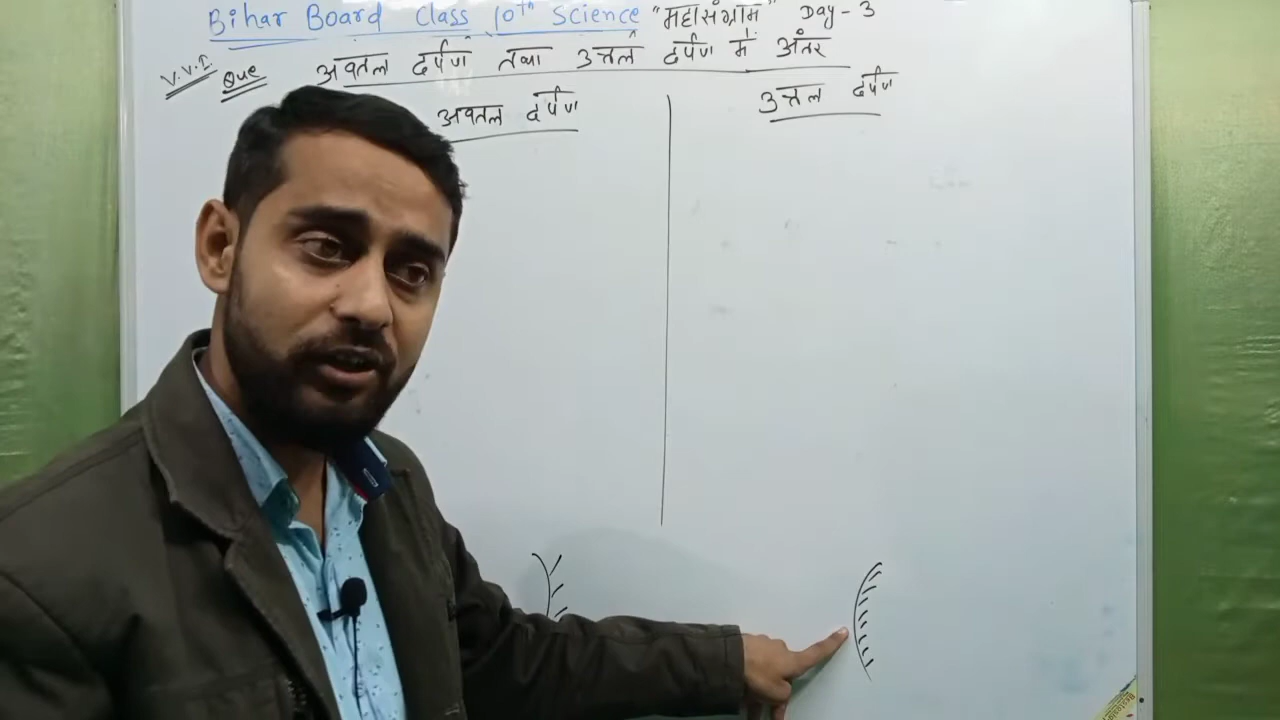 Bihar Board Class 10th Science "महासंग्राम" Day - 3
V.V.I Que अवतल दर्पण तथा उत्तल दर्पण में अंतर
अवतल दर्पण
उत्तल दर्पण